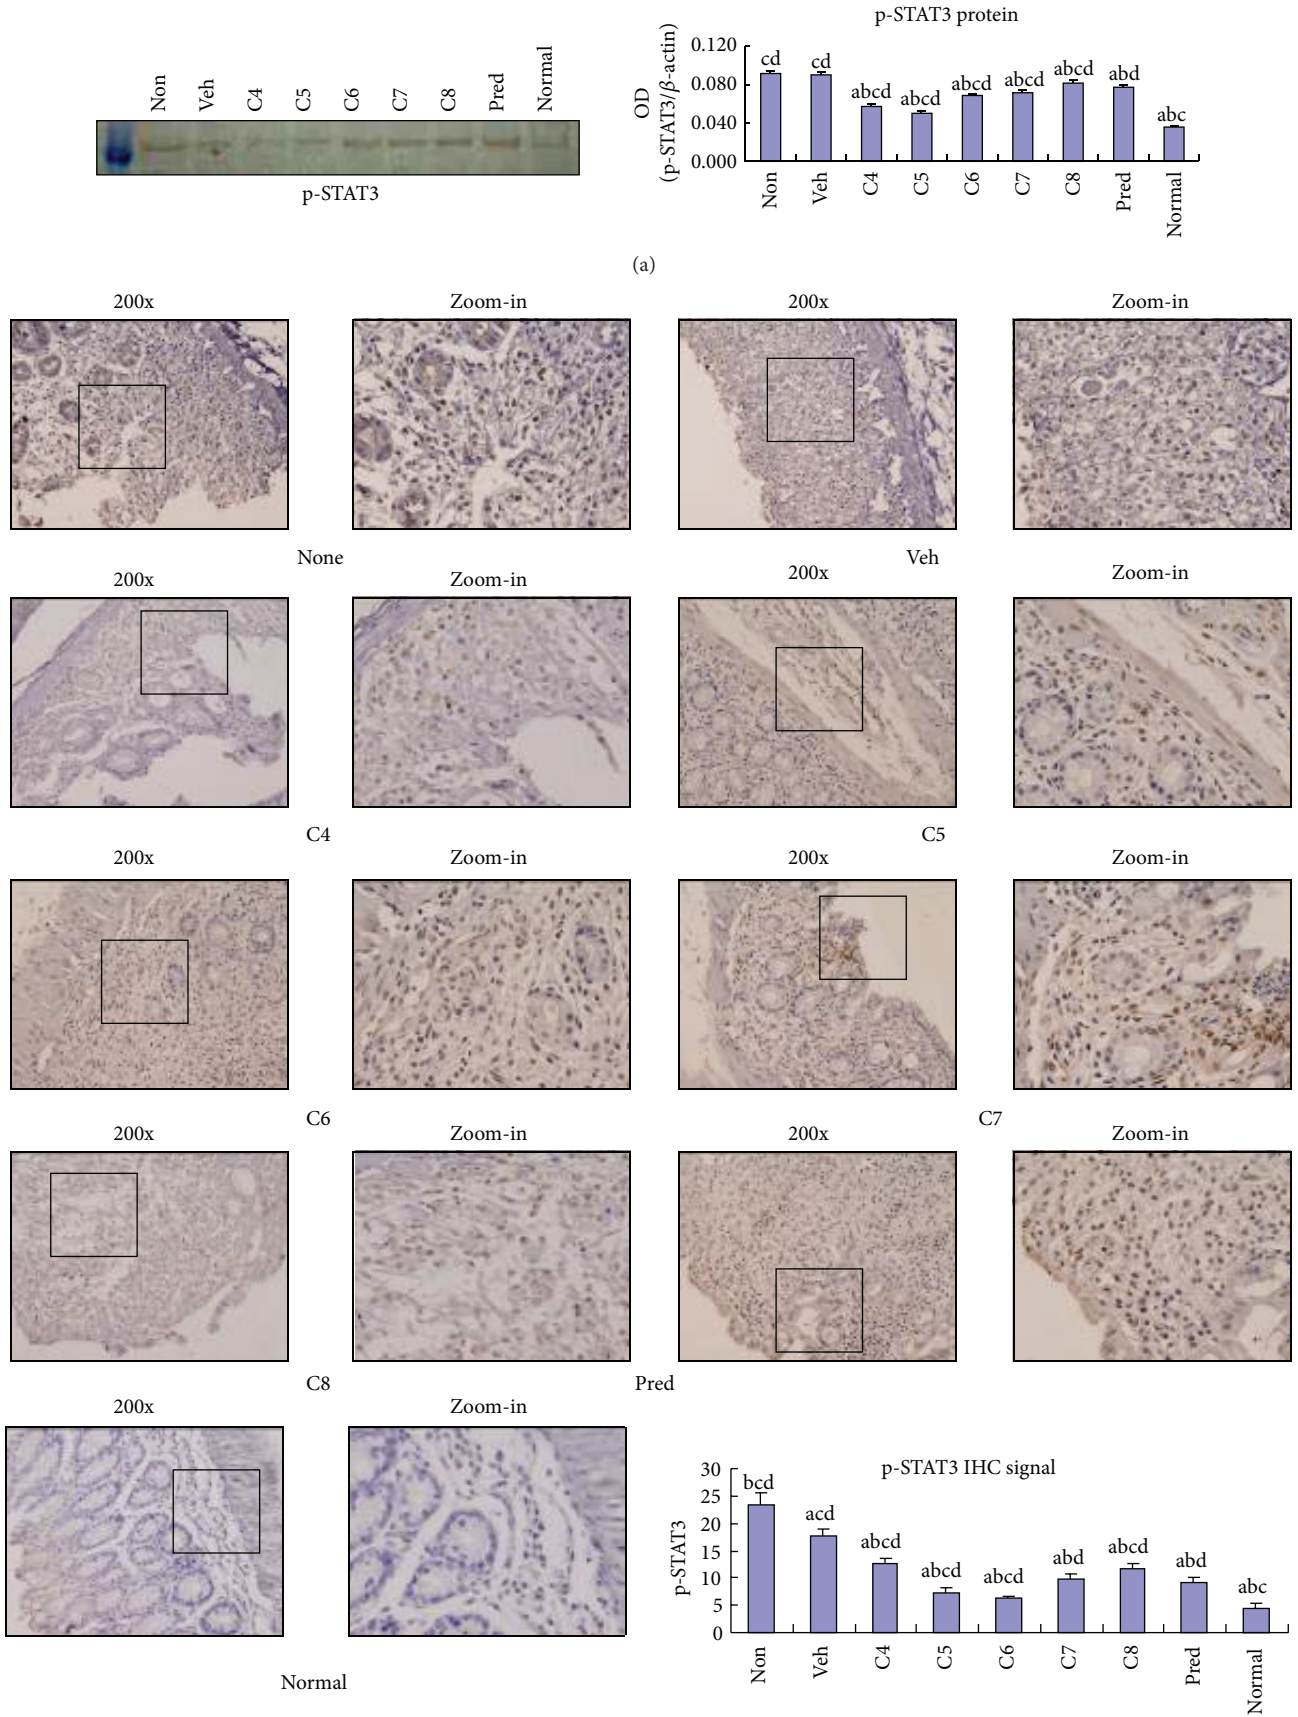 p-STAT3 protein
Non Veh C4 C5 C6 C7 C8 Pred Normal
p-STAT3
OD
(p-STAT3/β-actin)
0.120
0.080
0.040
0.000
cd cd abcd abcd abcd abcd abcd abd abc
Non Veh C4 C5 C6 C7 C8 Pred Normal
(a)
200x Zoom-in 200x Zoom-in
None Veh
200x Zoom-in 200x Zoom-in
C4 C5
200x Zoom-in 200x Zoom-in
C6 C7
200x Zoom-in 200x Zoom-in
C8 Pred
200x Zoom-in
Normal
p-STAT3 IHC signal
p-STAT3
30
25
20
15
10
5
0
bcd acd abcd abcd abcd abd abcd abd abc
Non Veh C4 C5 C6 C7 C8 Pred Normal